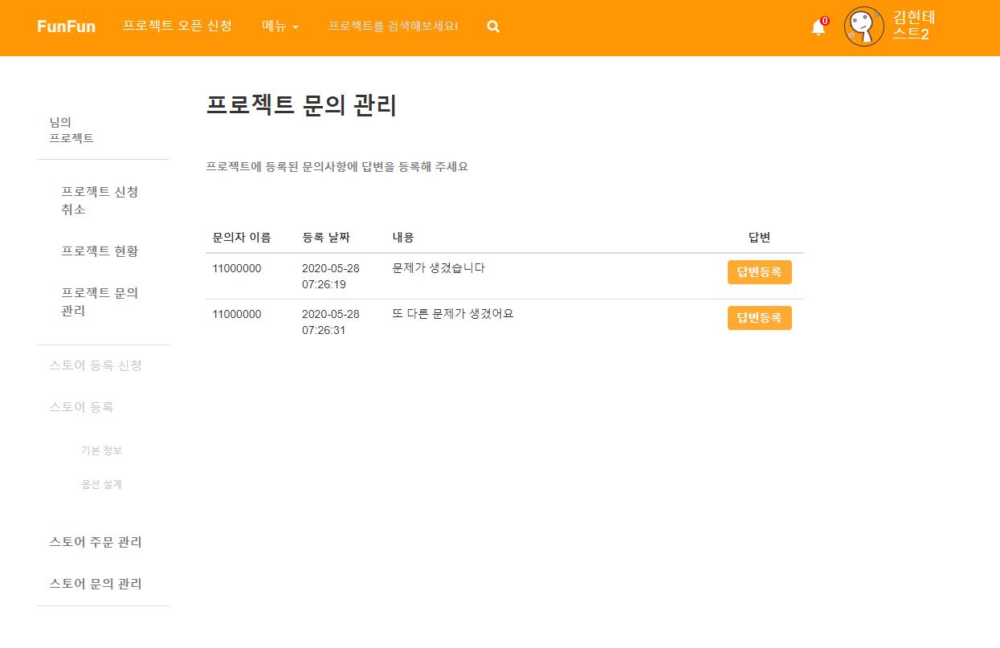 FunFun 프로젝트 오픈 신청 메뉴 프로젝트를 검색해보세요! 0 김현테
스트2
프로젝트 문의 관리
님의
프로젝트
프로젝트에 등록된 문의사항에 답변을 등록해 주세요
프로젝트 신청
취소
프로젝트 현황
프로젝트 문의
관리
스토어 등록 신청
스토어 등록
기본 정보
옵션 설계
스토어 주문 관리
스토어 문의 관리
문의자 이름 등록 날짜 내용 답변
11000000 2020-05-28 문제가 생겼습니다 답변등록
07:26:19
11000000 2020-05-28 또 다른 문제가 생겼어요 답변등록
07:26:31